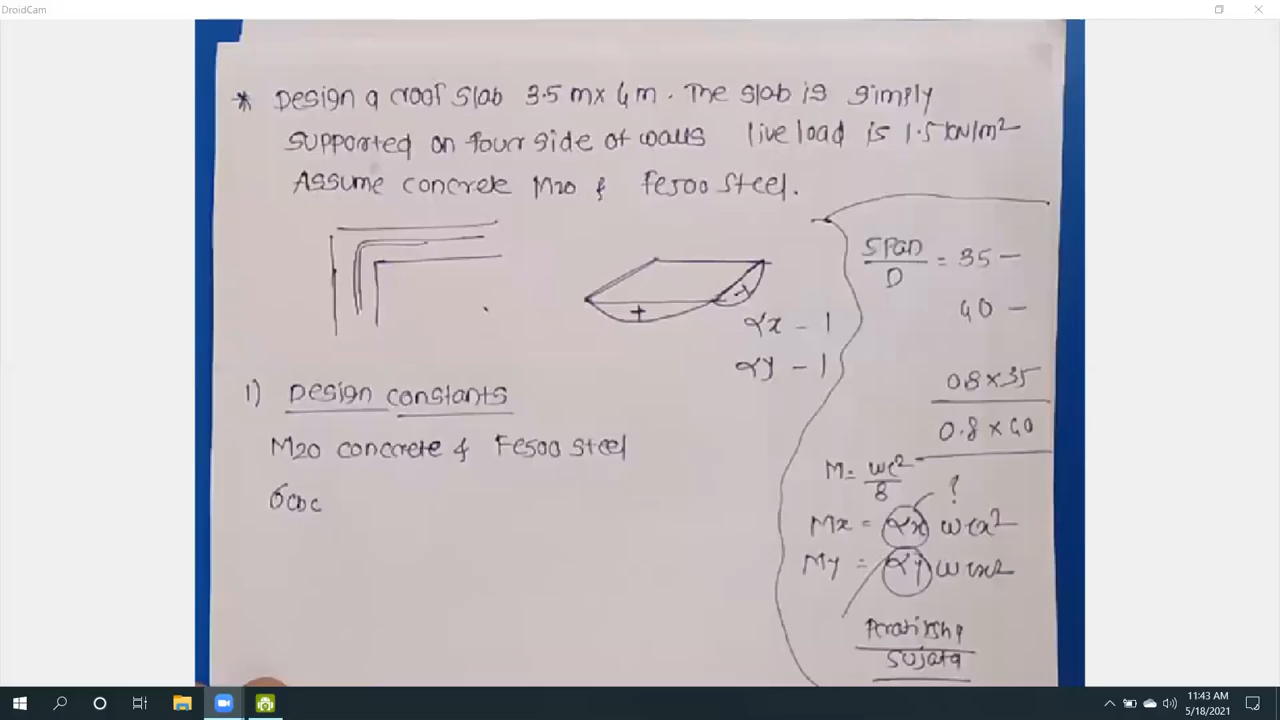 DroidCam
* Design a roof slab 3.5 m x 4 m. The slab is simply
supported on four side of walls live load is 1.5 kN/m²
Assume concrete M20 & Fe500 steel.
Span/D = 35 —
40 —
0.8 × 35
0.8 × 40
+
αx - 1
αy - 1
1) Design constants
M20 concrete & Fe500 steel
σcbc
M = wl²/8
?
Mx = αx wlx²
My = αy wlx²
Sujata
11:43 AM
5/18/2021